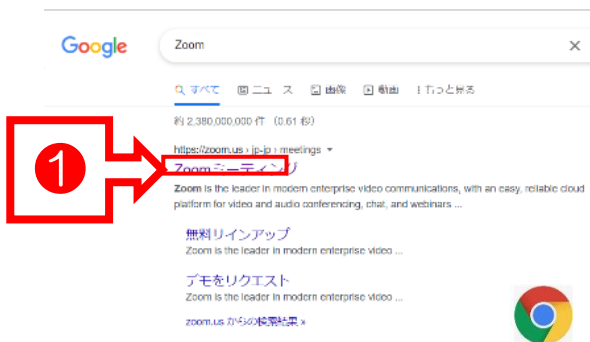 Google
Zoom
すべて ニュース 画像 動画 もっと見る
約 2,380,000,000 件 (0.61 秒)
https://zoom.us › jp-jp › meetings
Zoomミーティング
1
Zoom is the leader in modern enterprise video communications, with an easy, reliable cloud
platform for video and audio conferencing, chat, and webinars ...
無料サインアップ
Zoom is the leader in modern enterprise video ...
デモをリクエスト
Zoom is the leader in modern enterprise video ...
zoom.us からの検索結果 »